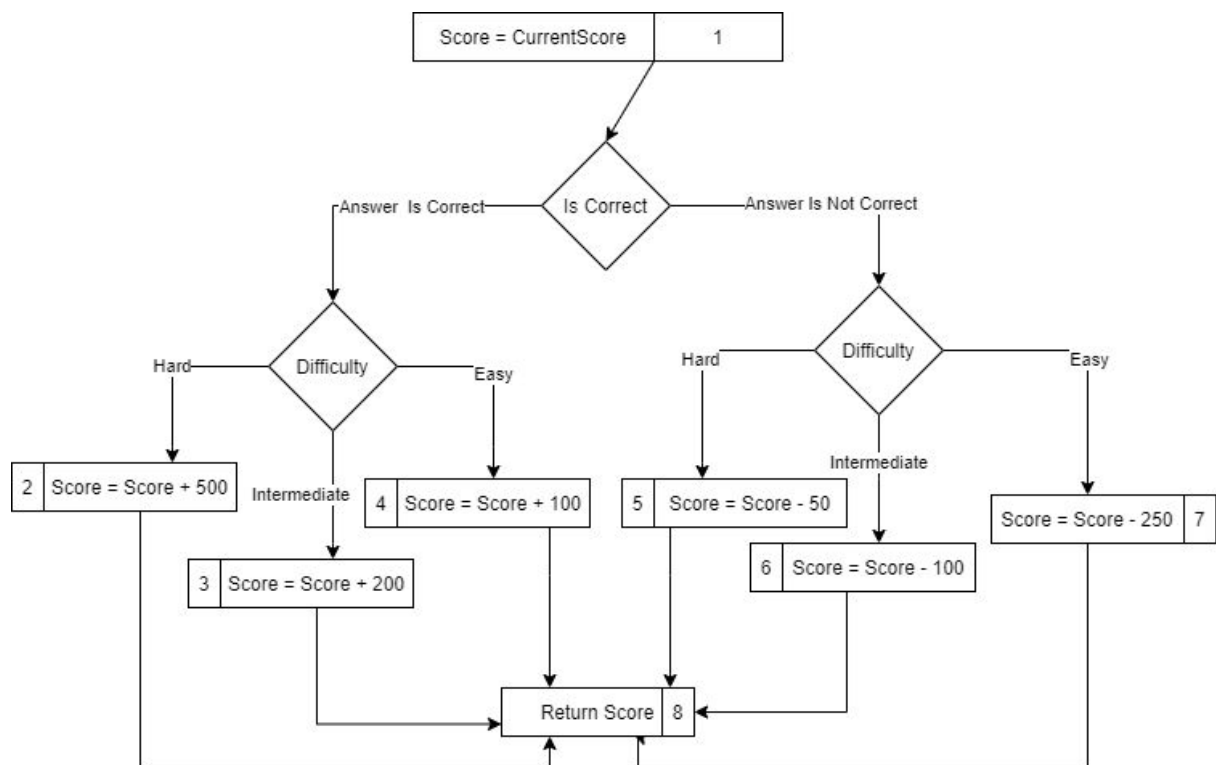 Score = CurrentScore 1
Is Correct
Answer Is Correct
Answer Is Not Correct
Difficulty
Hard
Easy
Intermediate
Difficulty
Hard
Easy
Intermediate
2 Score = Score + 500
4 Score = Score + 100
3 Score = Score + 200
5 Score = Score - 50
Score = Score - 250 7
6 Score = Score - 100
Return Score 8